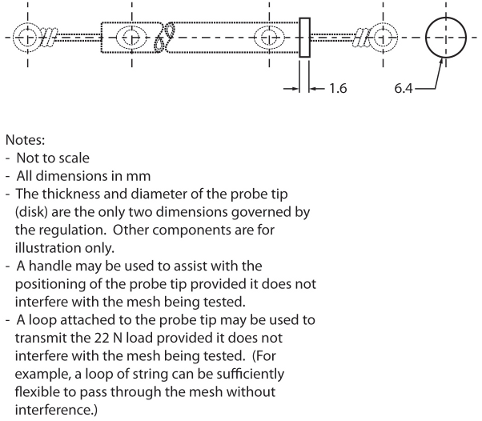 1.6
6.4
Notes:
- Not to scale
- All dimensions in mm
- The thickness and diameter of the probe tip
(disk) are the only two dimensions governed by
the regulation. Other components are for
illustration only.
- A handle may be used to assist with the
positioning of the probe tip provided it does not
interfere with the mesh being tested.
- A loop attached to the probe tip may be used to
transmit the 22 N load provided it does not
interfere with the mesh being tested. (For
example, a loop of string can be sufficiently
flexible to pass through the mesh without
interference.)